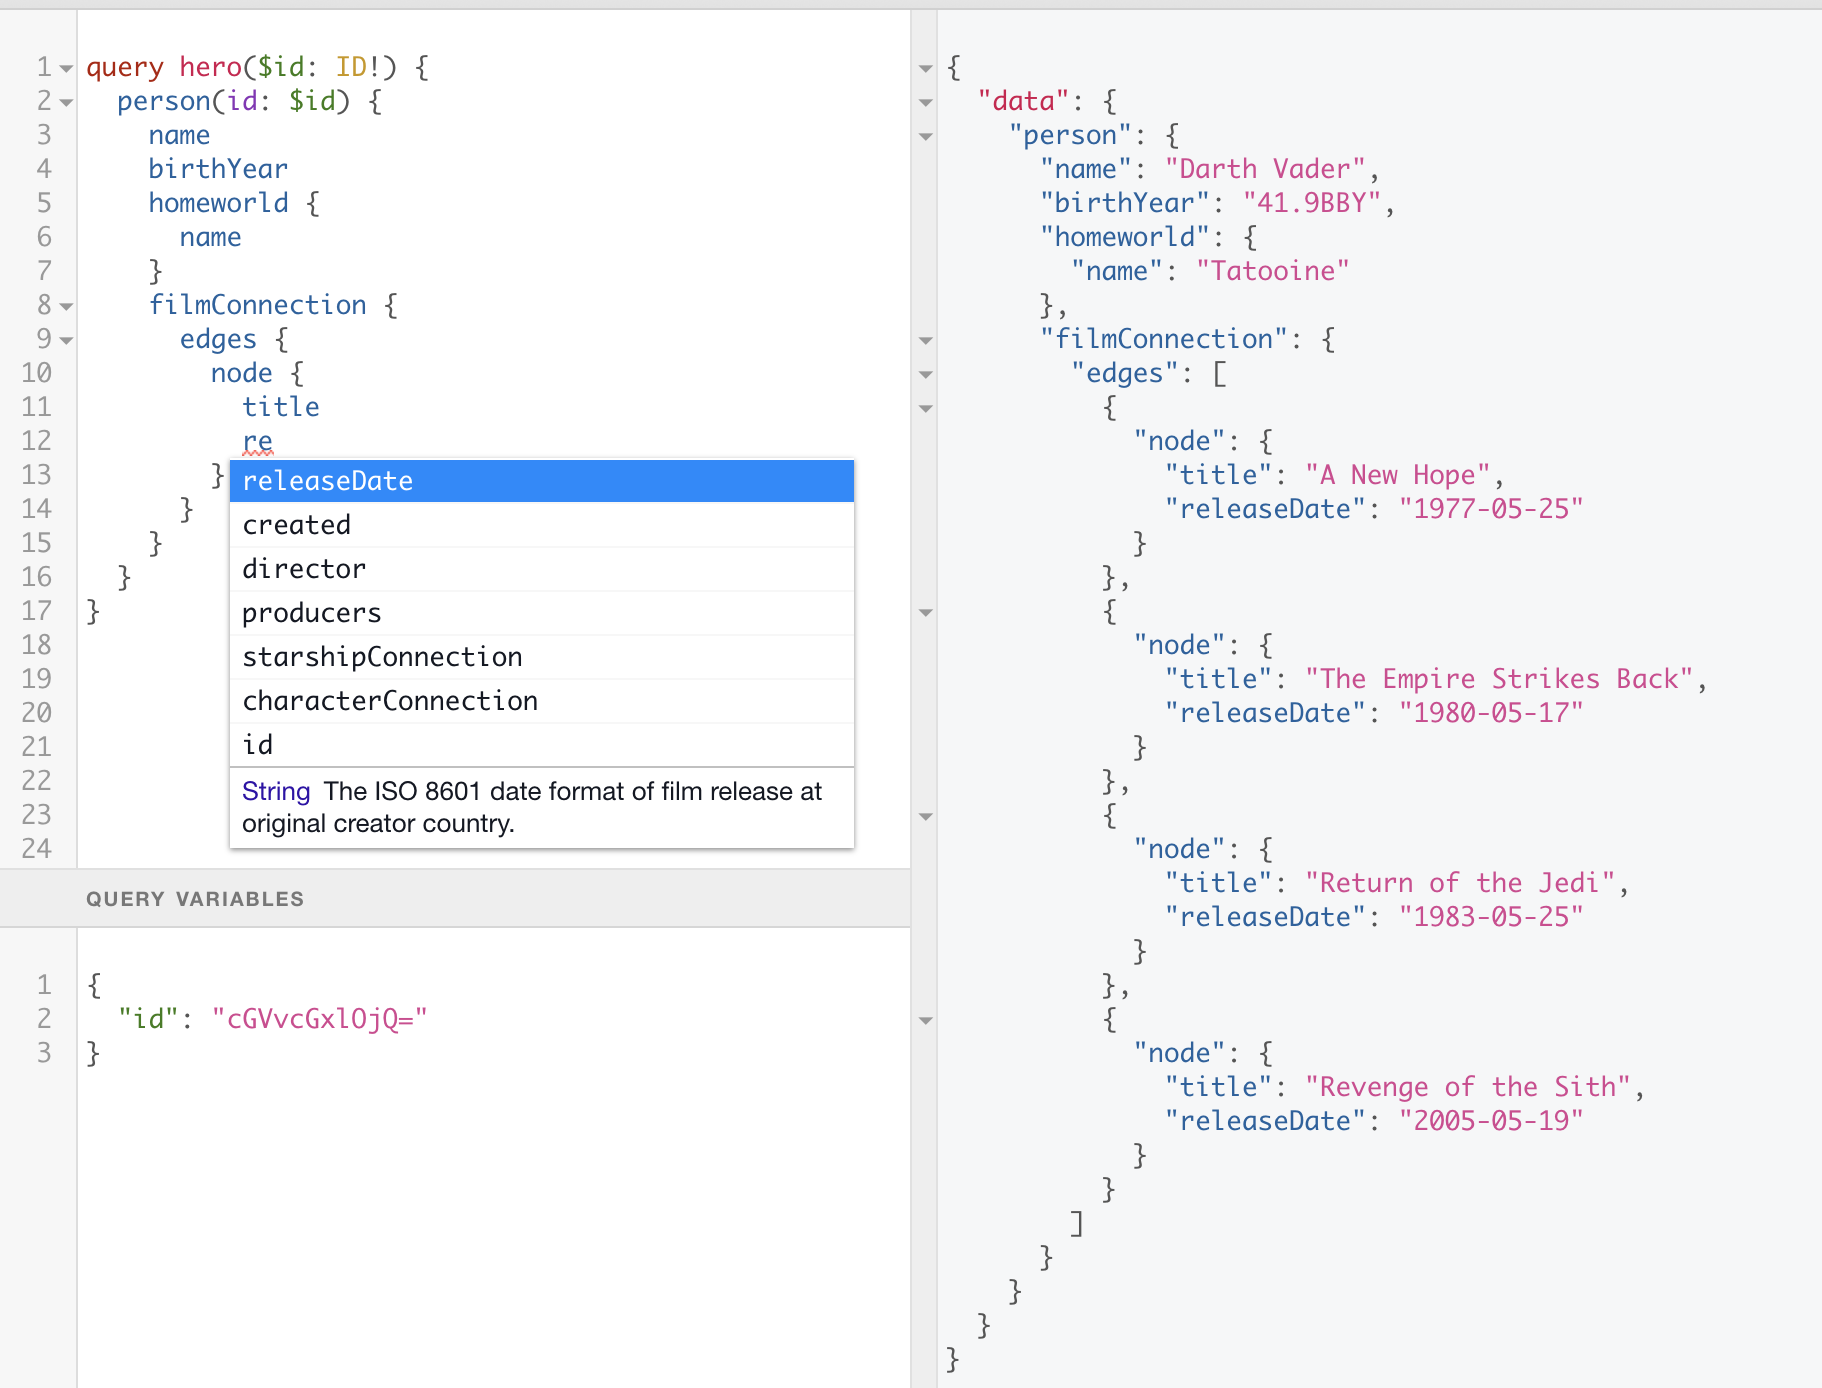 1 query hero($id: ID!) {
2   person(id: $id) {
3     name
4     birthYear
5     homeworld {
6       name
7     }
8     filmConnection {
9       edges {
10        node {
11          title
12          re
13        }
14      }
15    }
16  }
17 }
18
19
20
21
22
23
24
releaseDate
created
director
producers
starshipConnection
characterConnection
id
String The ISO 8601 date format of film release at
original creator country.
QUERY VARIABLES
1 {
2   "id": "cGVvcGxlOjQ="
3 }
{
  "data": {
    "person": {
      "name": "Darth Vader",
      "birthYear": "41.9BBY",
      "homeworld": {
        "name": "Tatooine"
      },
      "filmConnection": {
        "edges": [
          {
            "node": {
              "title": "A New Hope",
              "releaseDate": "1977-05-25"
            }
          },
          {
            "node": {
              "title": "The Empire Strikes Back",
              "releaseDate": "1980-05-17"
            }
          },
          {
            "node": {
              "title": "Return of the Jedi",
              "releaseDate": "1983-05-25"
            }
          },
          {
            "node": {
              "title": "Revenge of the Sith",
              "releaseDate": "2005-05-19"
            }
          }
        ]
      }
    }
  }
}